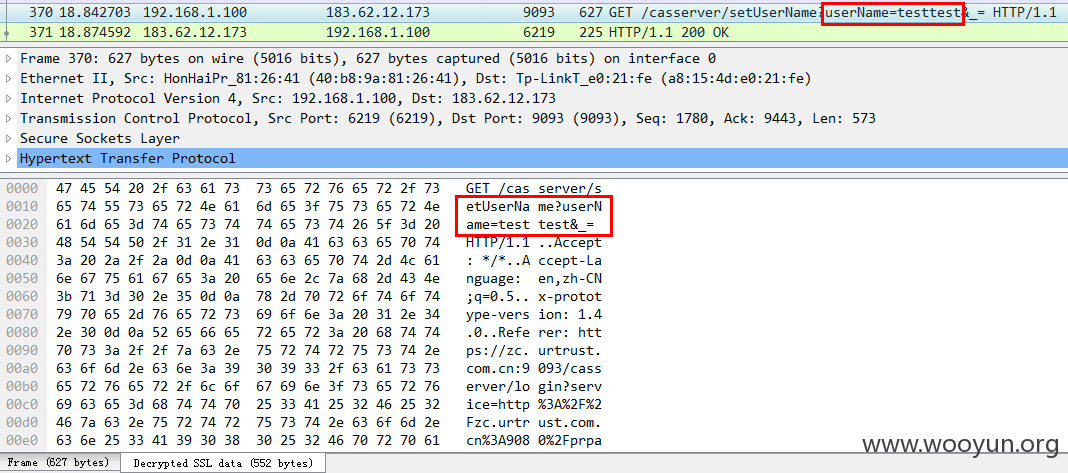 370 18.842703 192.168.1.100 183.62.12.173 9093 627 GET /casserver/setUserName?userName=testtest&_= HTTP/1.1
371 18.874592 183.62.12.173 192.168.1.100 6219 225 HTTP/1.1 200 OK
Frame 370: 627 bytes on wire (5016 bits), 627 bytes captured (5016 bits) on interface 0
Ethernet II, Src: HonHaiPr_81:26:41 (40:b8:9a:81:26:41), Dst: Tp-LinkT_e0:21:fe (a8:15:4d:e0:21:fe)
Internet Protocol Version 4, Src: 192.168.1.100, Dst: 183.62.12.173
Transmission Control Protocol, Src Port: 6219 (6219), Dst Port: 9093 (9093), Seq: 1780, Ack: 9443, Len: 573
Secure Sockets Layer
Hypertext Transfer Protocol
0000 47 45 54 20 2f 63 61 73 73 65 72 76 65 72 2f 73 GET /cas server/s
0010 65 74 55 73 65 72 4e 61 6d 65 3f 75 73 65 72 4e etUserNa me?userN
0020 61 6d 65 3d 74 65 73 74 74 65 73 74 26 5f 3d 20 ame=test test&_=
0030 48 54 54 50 2f 31 2e 31 0d 0a 41 63 63 65 70 74 HTTP/1.1 ..Accept
0040 3a 20 2a 2f 2a 0d 0a 41 63 63 65 70 74 2d 4c 61 : */*..A ccept-La
0050 6e 67 75 61 67 65 3a 20 65 6e 2c 7a 68 2d 43 4e nguage: en,zh-CN
0060 3b 71 3d 30 2e 35 0d 0a 78 2d 70 72 6f 74 6f 74 ;q=0.5.. x-protot
0070 79 70 65 2d 76 65 72 73 69 6f 6e 3a 20 31 2e 34 ype-vers ion: 1.4
0080 2e 30 0d 0a 52 65 66 65 72 65 72 3a 20 68 74 74 .0..Refe rer: htt
0090 70 73 3a 2f 2f 7a 63 2e 75 72 74 72 75 73 74 2e ps://zc. urtrust.
00a0 63 6f 6d 2e 63 6e 3a 39 30 39 33 2f 63 61 73 73 com.cn:9 093/cass
00b0 65 72 76 65 72 2f 6c 6f 67 69 6e 3f 73 65 72 76 erver/lo gin?serv
00c0 69 63 65 3d 68 74 74 70 25 33 41 25 32 46 25 32 ice=http %3A%2F%2
00d0 46 7a 63 2e 75 72 74 72 75 73 74 2e 63 6f 6d 2e Fzc.urtr ust.com.
00e0 63 6e 25 33 41 39 30 38 30 25 32 46 70 72 70 61 cn%3A908 0%2Fprpa
www.wooyun.org
Frame (627 bytes) Decrypted SSL data (552 bytes)